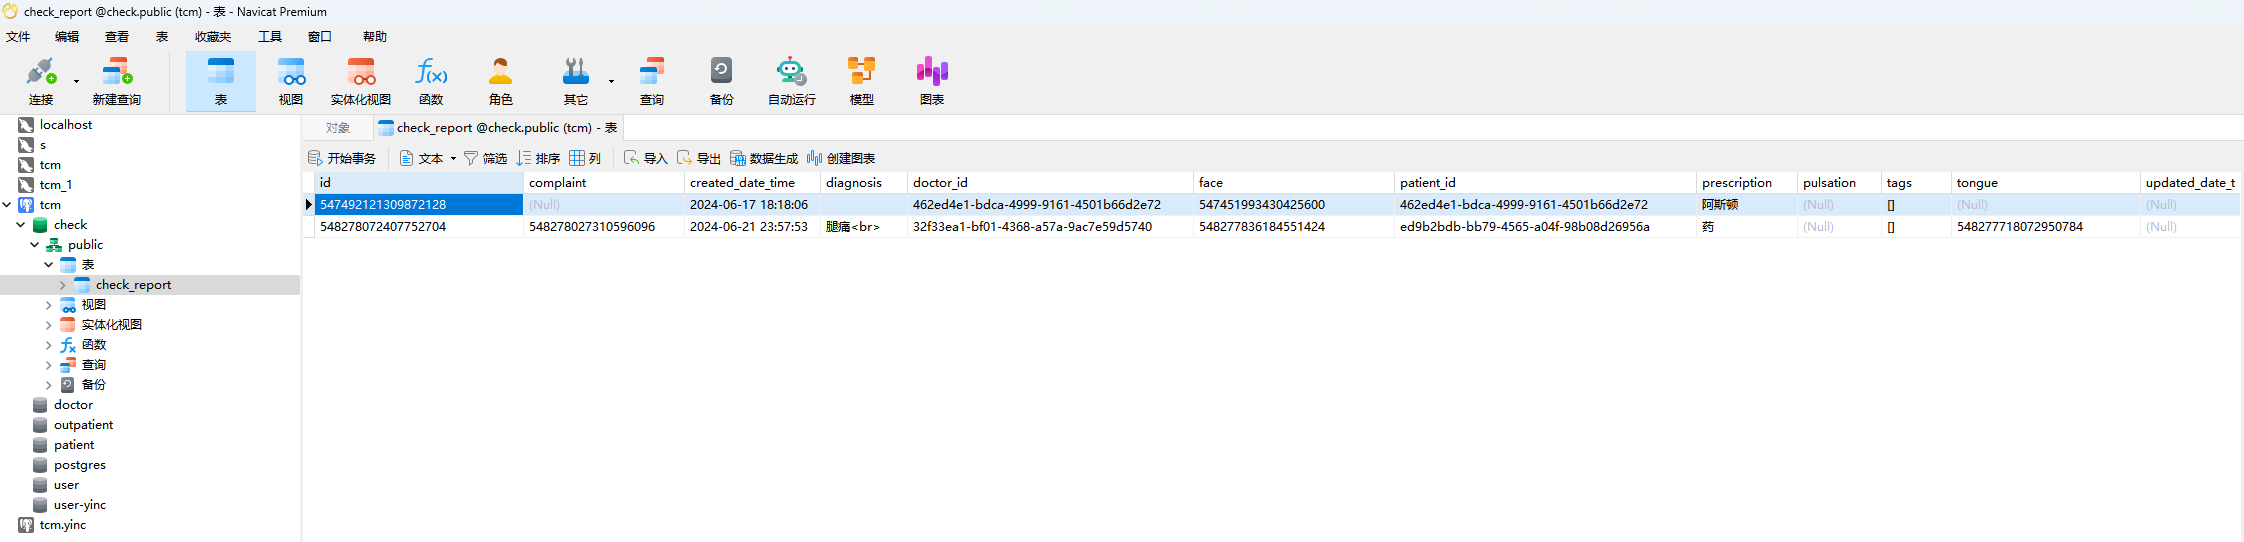 check_report @check.public (tcm) - 表 - Navicat Premium
文件 编辑 查看 表 收藏夹 工具 窗口 帮助
连接 新建查询 表 视图 实体化视图 函数 角色 其它 查询 备份 自动运行 模型 图表
localhost
s
tcm
tcm_1
tcm
check
public
表
check_report
视图
实体化视图
函数
查询
备份
doctor
outpatient
patient
postgres
user
user-yinc
tcm.yinc
对象 check_report @check.public (tcm) - 表
开始事务 文本 筛选 排序 列 导入 导出 数据生成 创建图表
id complaint created_date_time diagnosis doctor_id face patient_id prescription pulsation tags tongue updated_date_t
547492121309872128 (Null) 2024-06-17 18:18:06 462ed4e1-bdca-4999-9161-4501b66d2e72 547451993430425600 462ed4e1-bdca-4999-9161-4501b66d2e72 阿斯顿 (Null) [] (Null) (Null)
548278072407752704 548278027310596096 2024-06-21 23:57:53 腿痛<br> 32f33ea1-bf01-4368-a57a-9ac7e59d5740 548277836184551424 ed9b2bdb-bb79-4565-a04f-98b08d26956a 药 (Null) [] 548277718072950784 (Null)